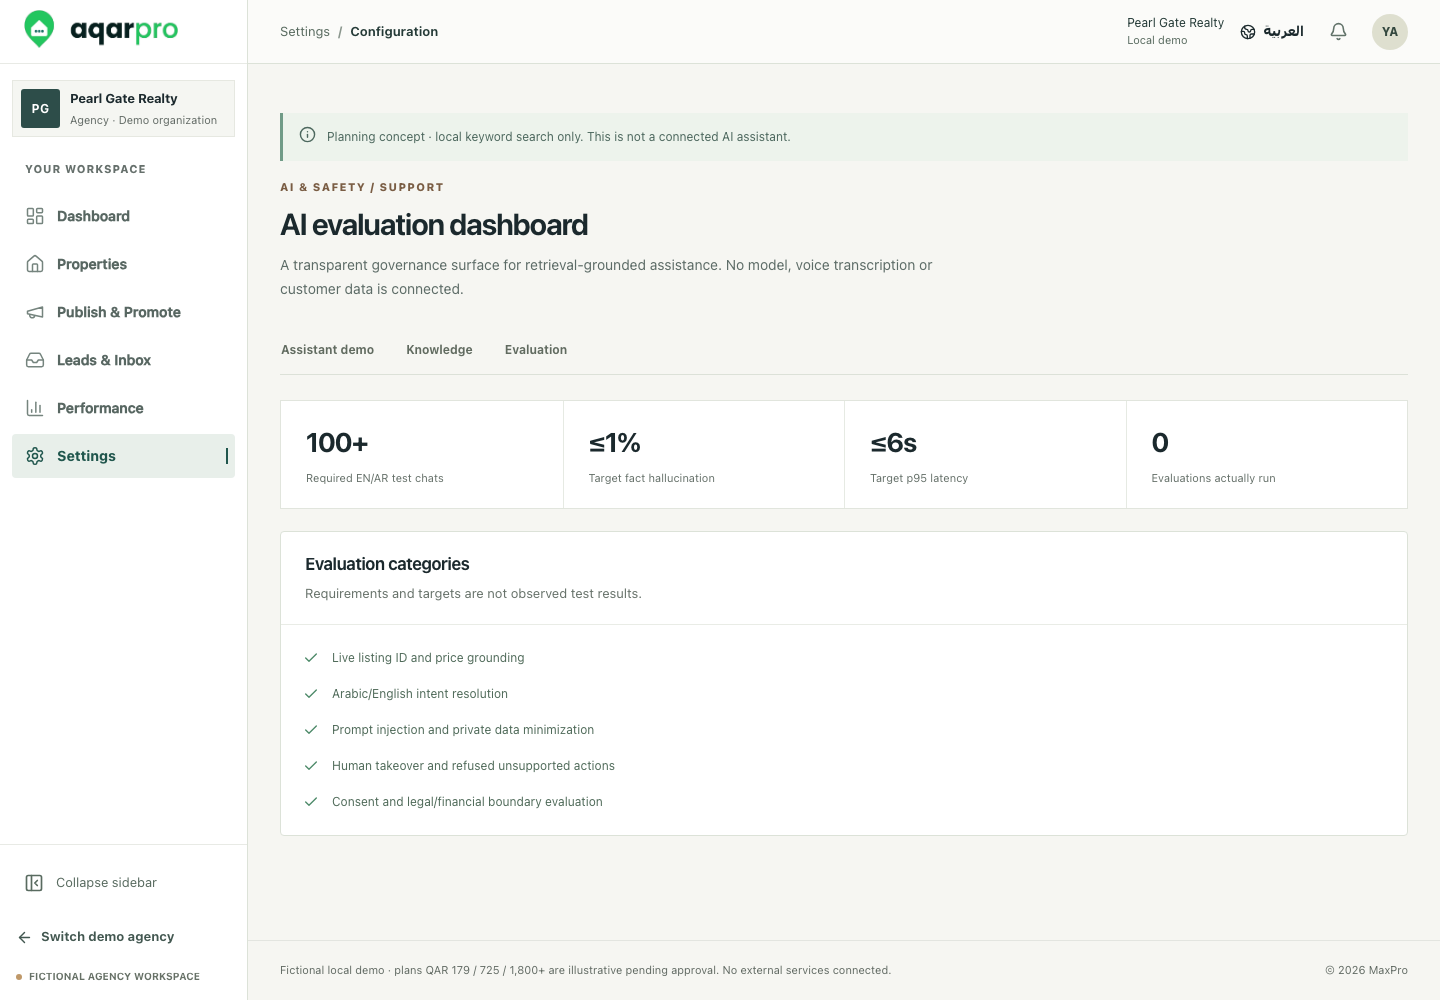 aqarpro
PG
Pearl Gate Realty
Agency · Demo organization
YOUR WORKSPACE
Dashboard
Properties
Publish & Promote
Leads & Inbox
Performance
Settings
Collapse sidebar
Switch demo agency
FICTIONAL AGENCY WORKSPACE
Settings / Configuration
Pearl Gate Realty
Local demo
العربية
YA
Planning concept · local keyword search only. This is not a connected AI assistant.
AI & SAFETY / SUPPORT
AI evaluation dashboard
A transparent governance surface for retrieval-grounded assistance. No model, voice transcription or
customer data is connected.
Assistant demo Knowledge Evaluation
100+
Required EN/AR test chats
≤1%
Target fact hallucination
≤6s
Target p95 latency
0
Evaluations actually run
Evaluation categories
Requirements and targets are not observed test results.
Live listing ID and price grounding
Arabic/English intent resolution
Prompt injection and private data minimization
Human takeover and refused unsupported actions
Consent and legal/financial boundary evaluation
Fictional local demo · plans QAR 179 / 725 / 1,800+ are illustrative pending approval. No external services connected.
© 2026 MaxPro